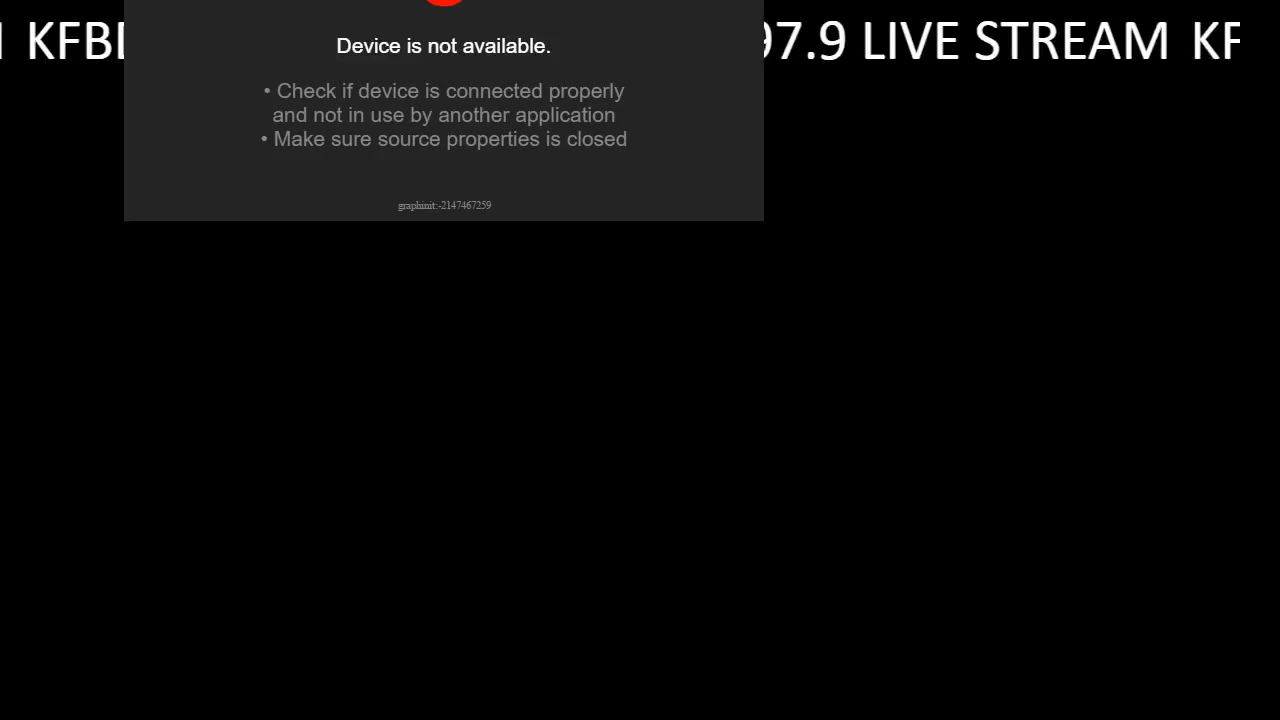 KFB 97.9 LIVE STREAM KF
Device is not available.
• Check if device is connected properly
and not in use by another application
• Make sure source properties is closed
graphinit:-2147467259